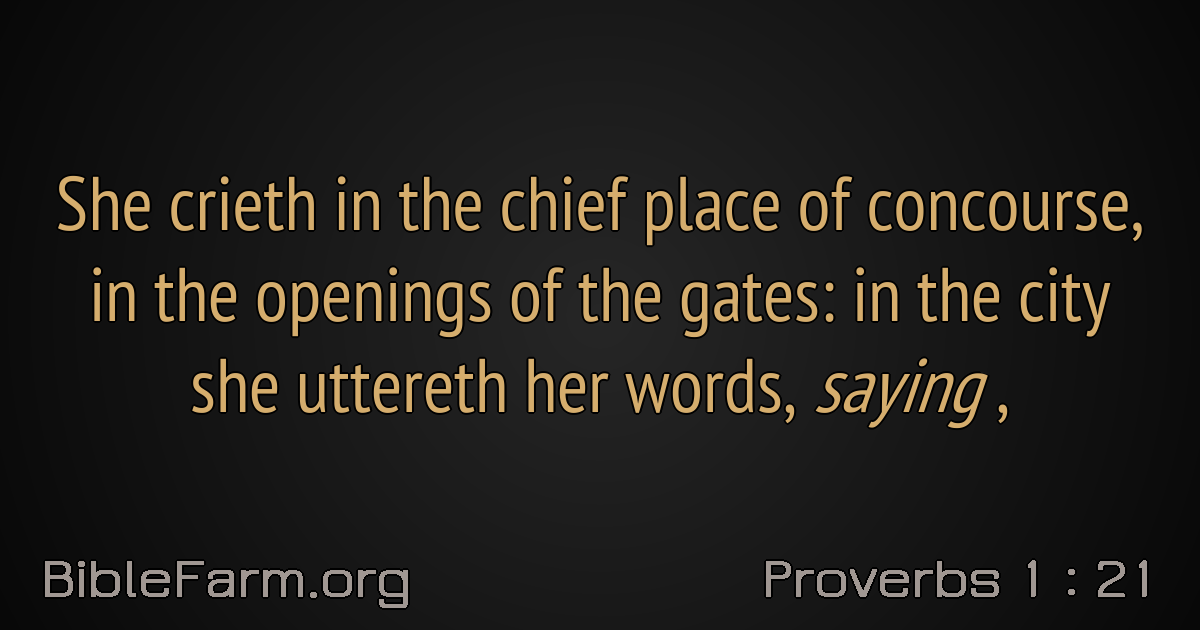 She crieth in the chief place of concourse,
in the openings of the gates: in the city
she uttereth her words, saying ,
BibleFarm.org
Proverbs 1 : 21